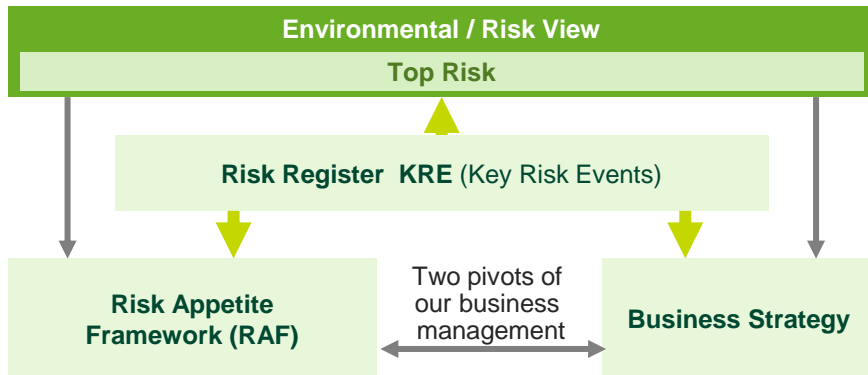 Environmental / Risk View
Top Risk
Risk Register KRE (Key Risk Events)
Risk Appetite
Framework (RAF)
Two pivots of
our business
management
Business Strategy